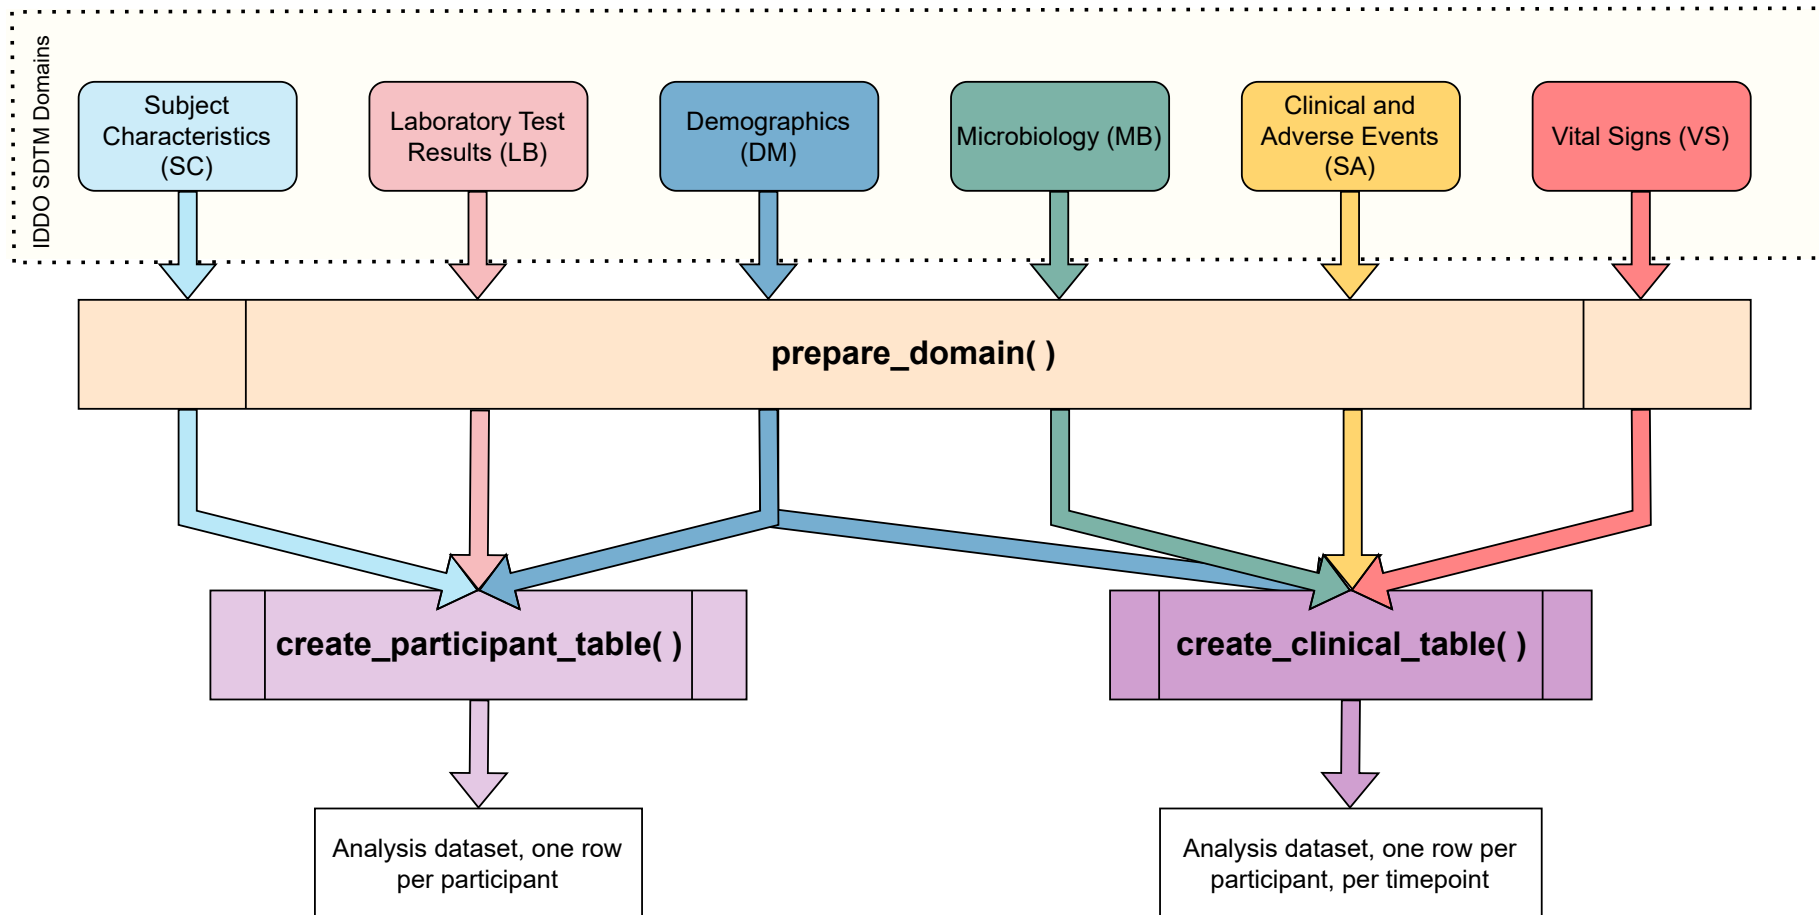 IDDO SDTM Domains
Subject
Characteristics
(SC)
Laboratory Test
Results (LB)
Demographics
(DM)
Microbiology (MB)
Clinical and
Adverse Events
(SA)
Vital Signs (VS)
prepare_domain( )
create_participant_table( )
create_clinical_table( )
Analysis dataset, one row
per participant
Analysis dataset, one row per
participant, per timepoint